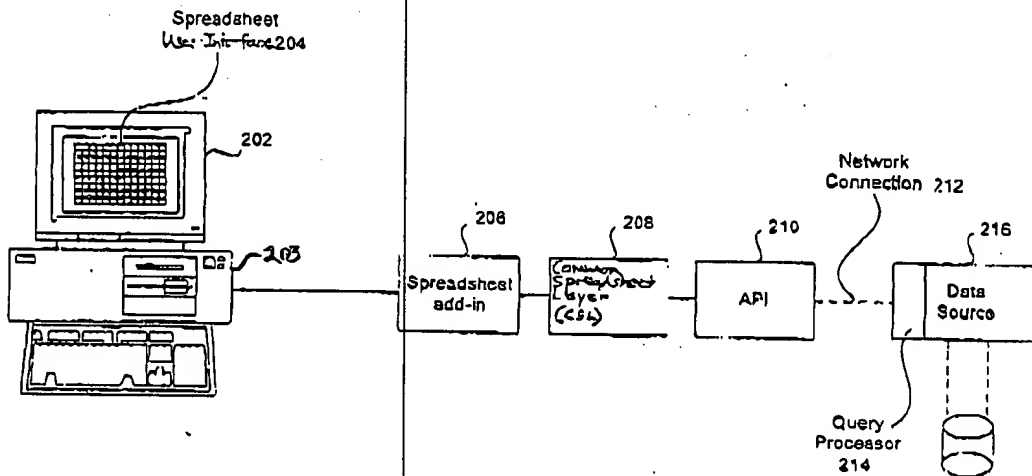 Spreadsheet
User Interface 204
202
203
206
Spreadsheet
add-in
208
Common
Spreadsheet
Layer
(CSL)
210
API
Network
Connection 212
216
Data
Source
Query
Processor
214